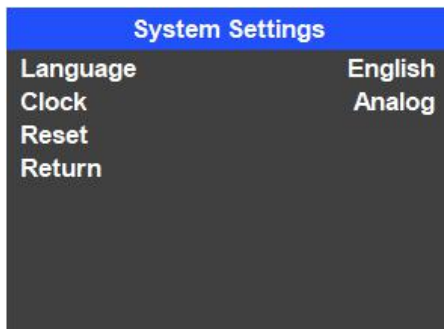 System Settings
Language English
Clock Analog
Reset
Return